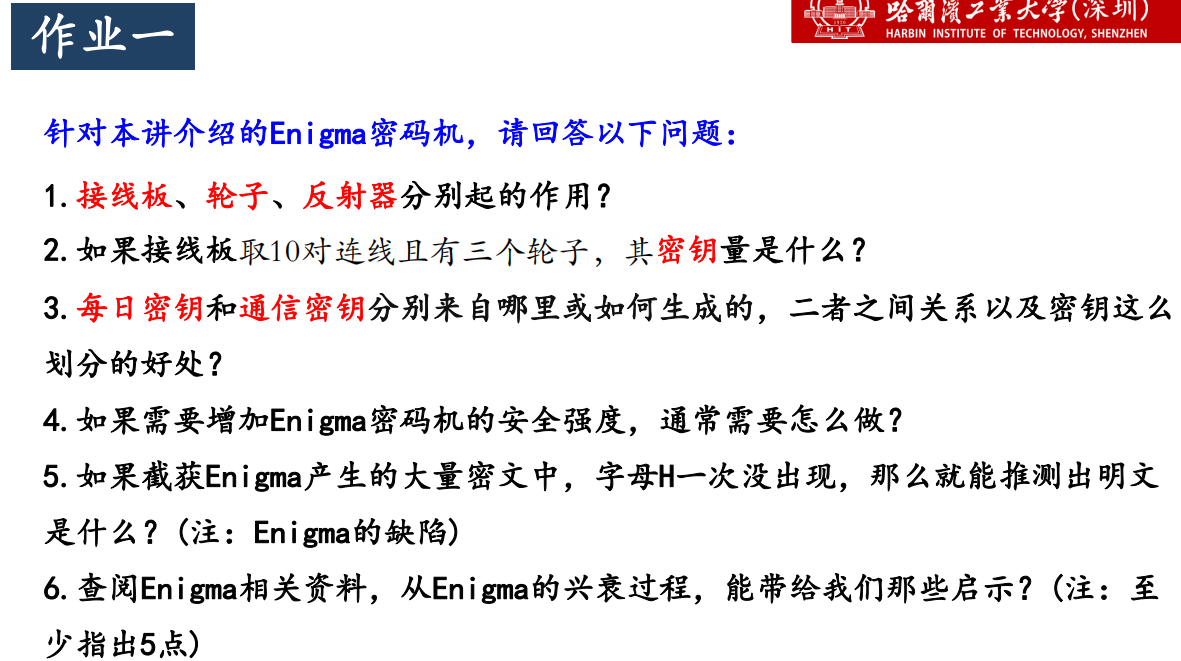 作业一
哈爾濱工業大學(深圳)
HARBIN INSTITUTE OF TECHNOLOGY, SHENZHEN
针对本讲介绍的Enigma密码机，请回答以下问题：
1.接线板、轮子、反射器分别起的作用？
2.如果接线板取10对连线且有三个轮子，其密钥量是什么？
3.每日密钥和通信密钥分别来自哪里或如何生成的，二者之间关系以及密钥这么
划分的好处？
4.如果需要增加Enigma密码机的安全强度，通常需要怎么做？
5.如果截获Enigma产生的大量密文中，字母H一次没出现，那么就能推测出明文
是什么？(注：Enigma的缺陷)
6.查阅Enigma相关资料，从Enigma的兴衰过程，能带给我们那些启示？(注：至
少指出5点)